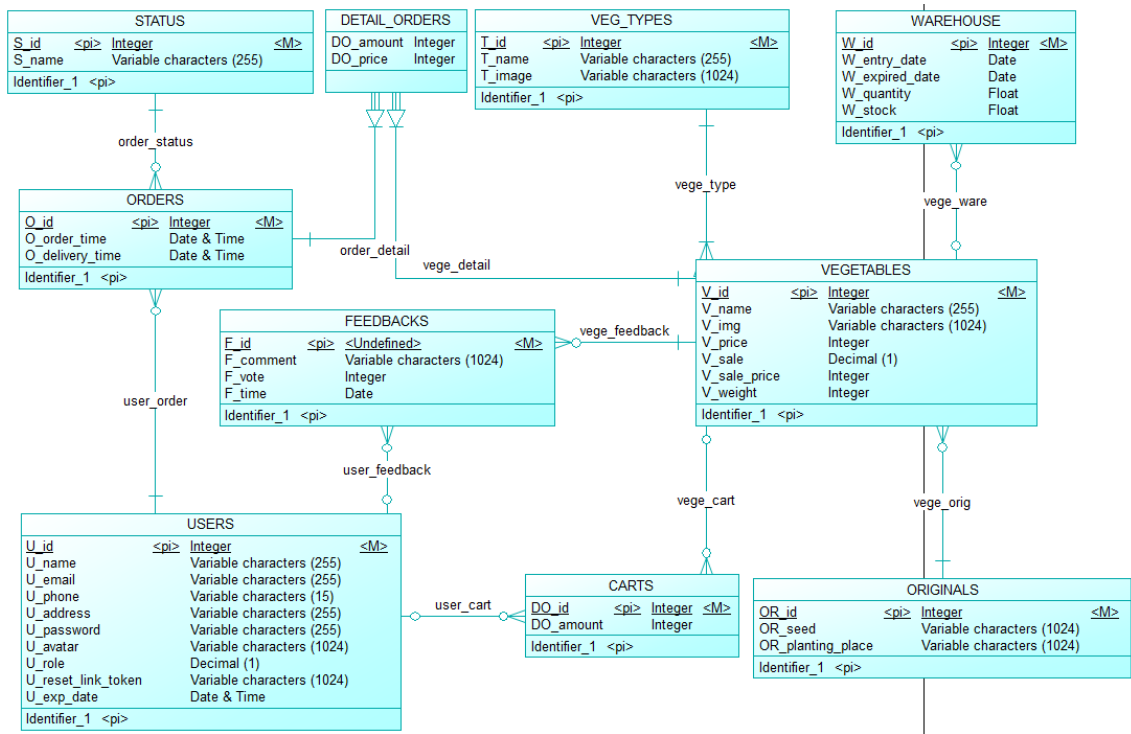 STATUS
S_id <pi> Integer <M>
S_name Variable characters (255)
Identifier_1 <pi>
DETAIL_ORDERS
DO_amount Integer
DO_price Integer
VEG_TYPES
T_id <pi> Integer <M>
T_name Variable characters (255)
T_image Variable characters (1024)
Identifier_1 <pi>
WAREHOUSE
W_id <pi> Integer <M>
W_entry_date Date
W_expired_date Date
W_quantity Float
W_stock Float
Identifier_1 <pi>
order_status
vege_type
vege_ware
ORDERS
O_id <pi> Integer <M>
O_order_time Date & Time
O_delivery_time Date & Time
Identifier_1 <pi>
order_detail
vege_detail
VEGETABLES
V_id <pi> Integer <M>
V_name Variable characters (255)
V_img Variable characters (1024)
V_price Integer
V_sale Decimal (1)
V_sale_price Integer
V_weight Integer
Identifier_1 <pi>
FEEDBACKS
F_id <pi> <Undefined> <M>
F_comment Variable characters (1024)
F_vote Integer
F_time Date
Identifier_1 <pi>
vege_feedback
user_order
user_feedback
vege_cart
vege_orig
USERS
U_id <pi> Integer <M>
U_name Variable characters (255)
U_email Variable characters (255)
U_phone Variable characters (15)
U_address Variable characters (255)
U_password Variable characters (255)
U_avatar Variable characters (1024)
U_role Decimal (1)
U_reset_link_token Variable characters (1024)
U_exp_date Date & Time
Identifier_1 <pi>
user_cart
CARTS
DO_id <pi> Integer <M>
DO_amount Integer
Identifier_1 <pi>
ORIGINALS
OR_id <pi> Integer <M>
OR_seed Variable characters (1024)
OR_planting_place Variable characters (1024)
Identifier_1 <pi>